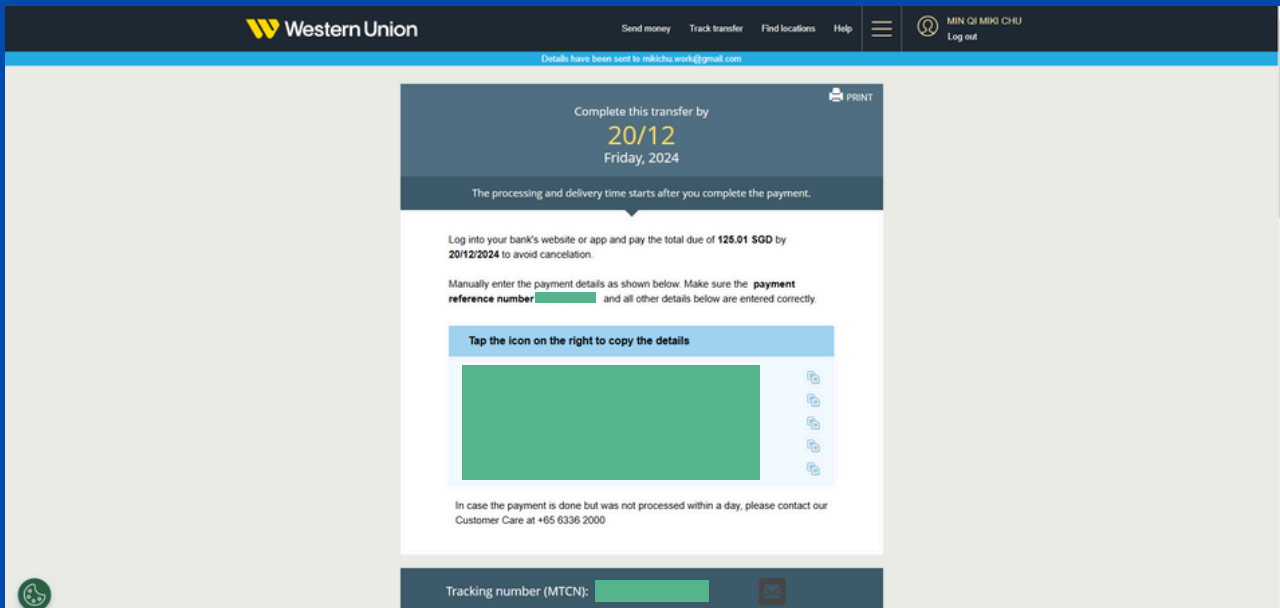 Western Union
Send money Track transfer Find locations Help
MIN QI MIKI CHU
Log out
Details have been sent to mikichu.work@gmail.com
PRINT
Complete this transfer by
20/12
Friday, 2024
The processing and delivery time starts after you complete the payment.
Log into your bank's website or app and pay the total due of 125.01 SGD by
20/12/2024 to avoid cancelation.
Manually enter the payment details as shown below. Make sure the payment
reference number and all other details below are entered correctly.
Tap the icon on the right to copy the details
In case the payment is done but was not processed within a day, please contact our
Customer Care at +65 6336 2000
Tracking number (MTCN):